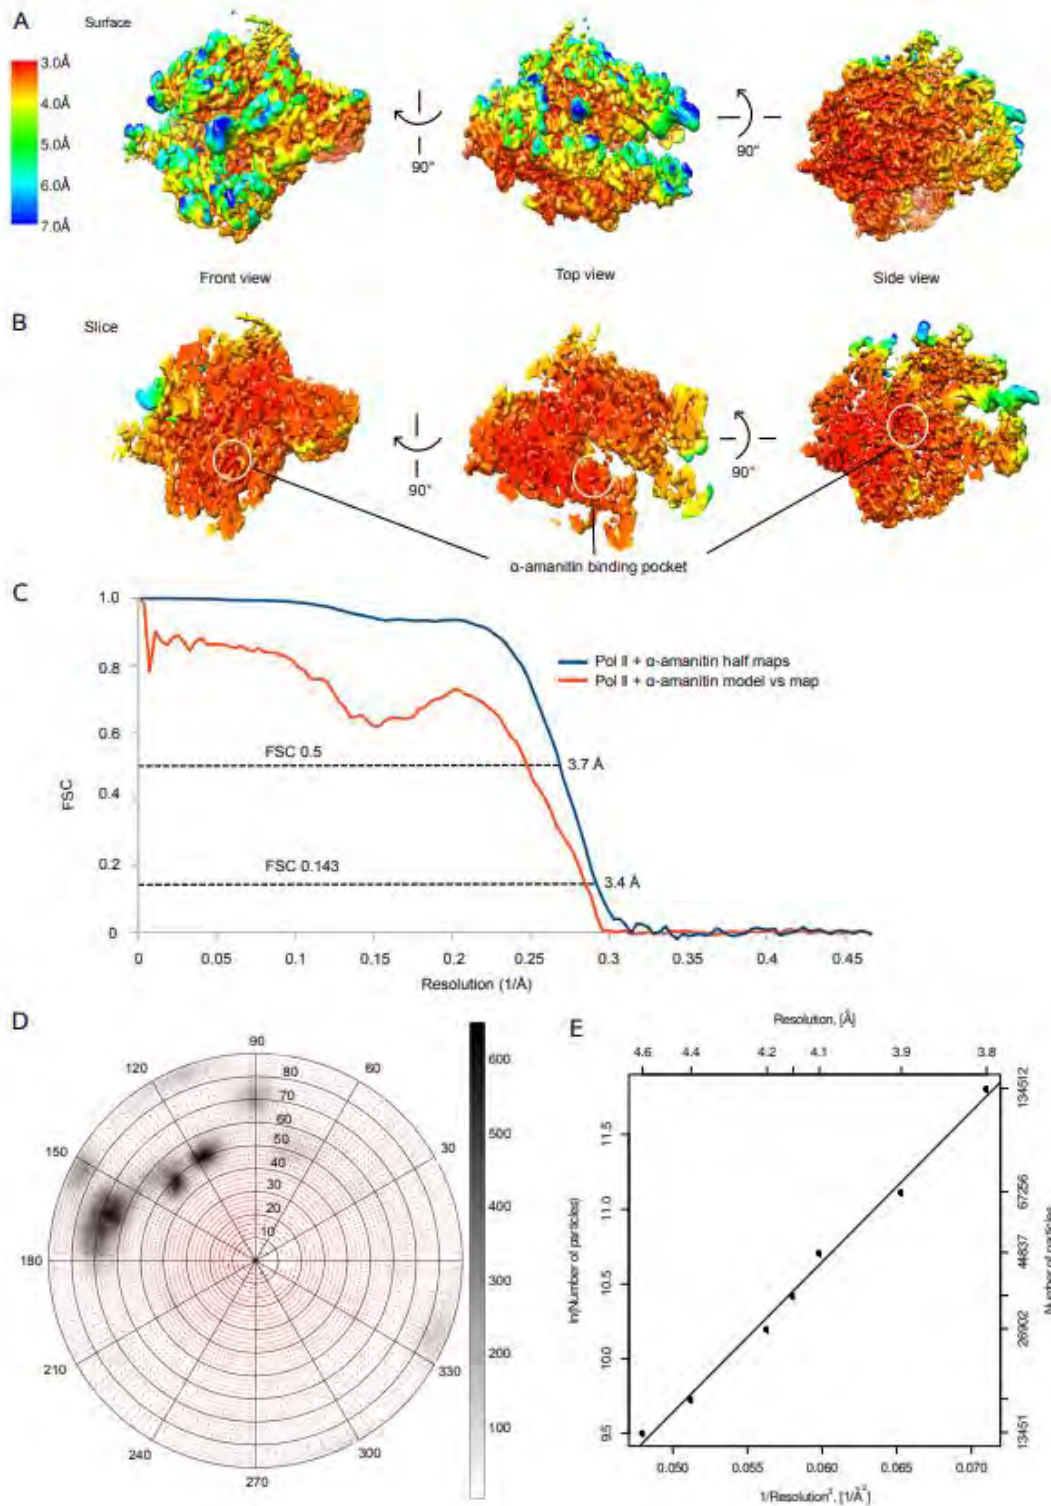 A
Surface
3.0Å
4.0Å
5.0Å
6.0Å
7.0Å
90°
90°
Front view
Top view
Side view
B
Slice
90°
90°
α-amanitin binding pocket
C
1.0
0.8
0.6
0.4
0.2
0
FSC
Pol II + α-amanitin half maps
Pol II + α-amanitin model vs map
FSC 0.5
3.7 Å
FSC 0.143
3.4 Å
0 0.05 0.1 0.15 0.2 0.25 0.3 0.35 0.4 0.45
Resolution (1/Å)
D
90
120
60
150
30
180
210
330
240
300
270
80
70
60
50
40
30
20
10
600
500
400
300
200
100
E
Resolution, [Å]
4.6 4.4 4.2 4.1 3.9 3.8
ln(Number of particles)
11.5
11.0
10.5
10.0
9.5
134512
67256
44837
26902
13451
Number of particles
0.050 0.055 0.060 0.065 0.070
1/Resolution², [1/Å²]